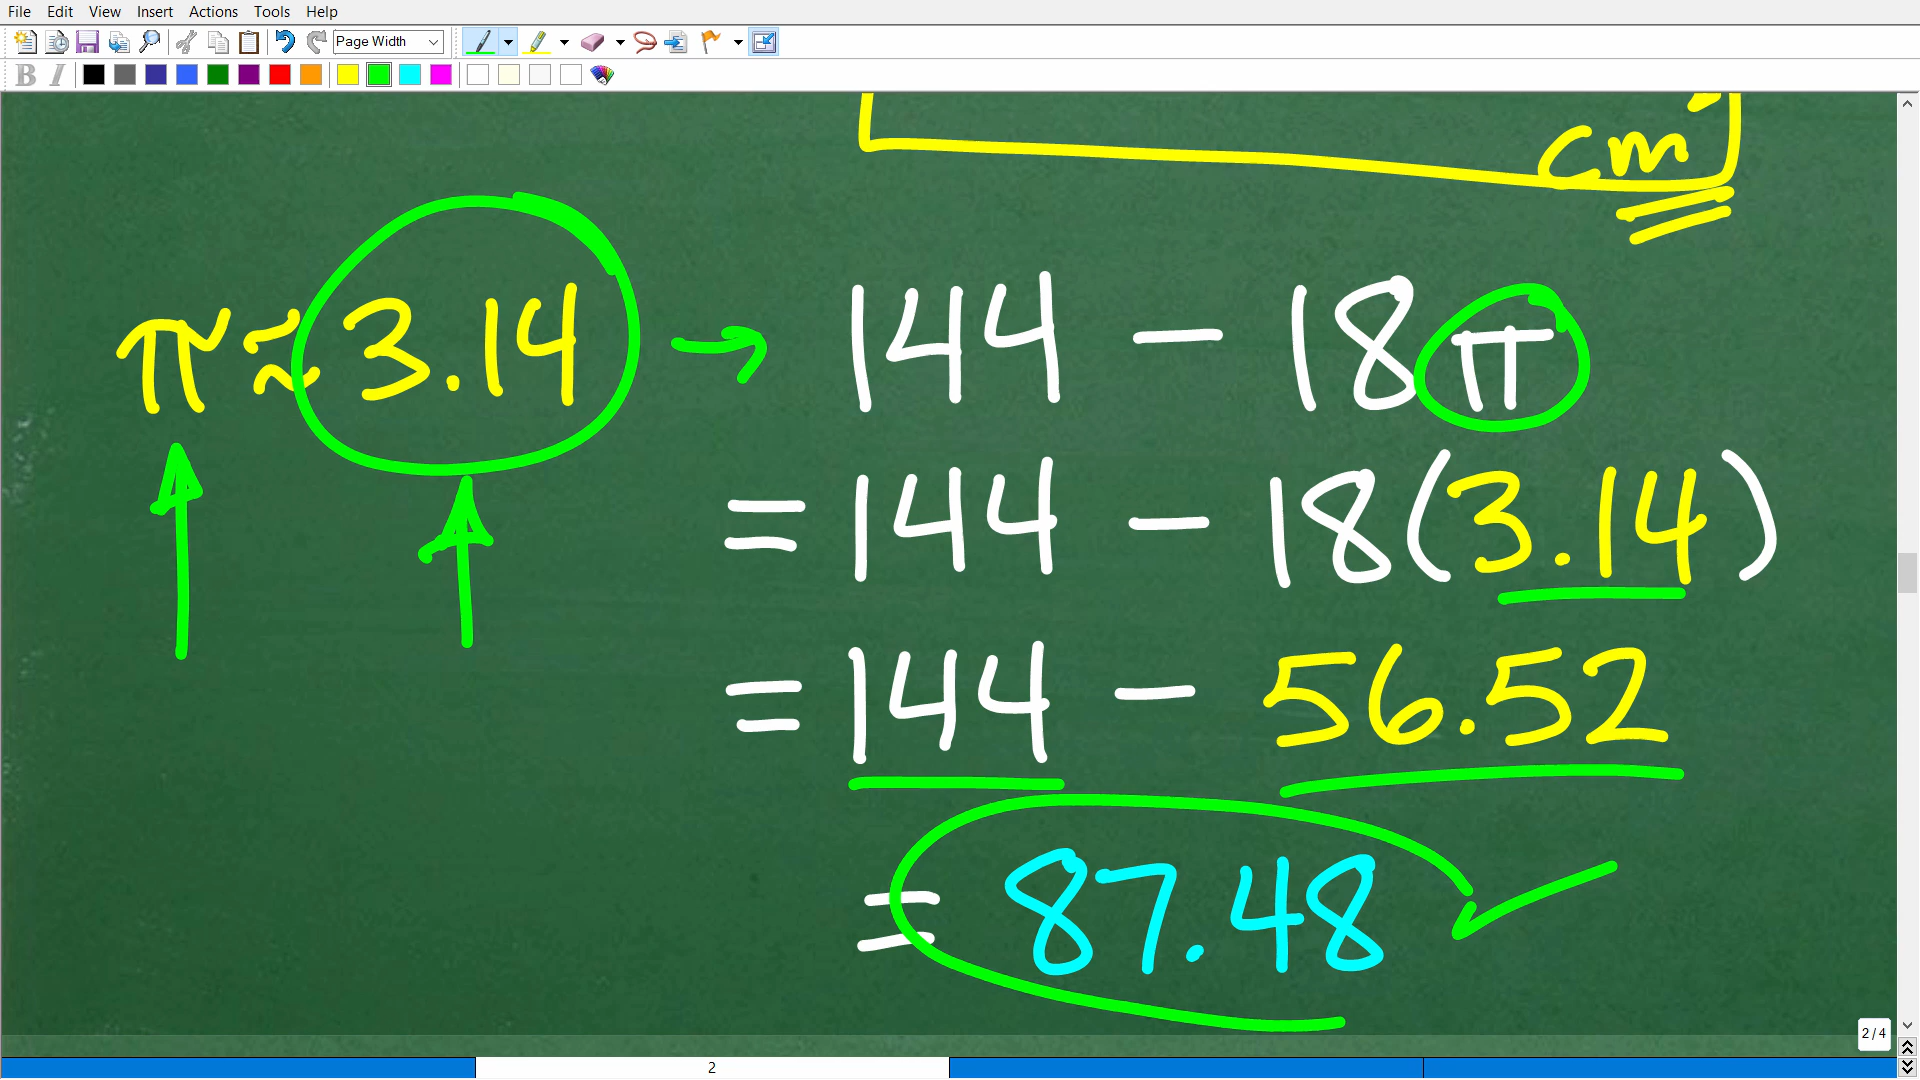 File Edit View Insert Actions Tools Help
Page Width
B I
cm²
π ≈ 3.14 → 144 - 18π
= 144 - 18(3.14)
= 144 - 56.52
= 87.48 ✓
2 / 4
2